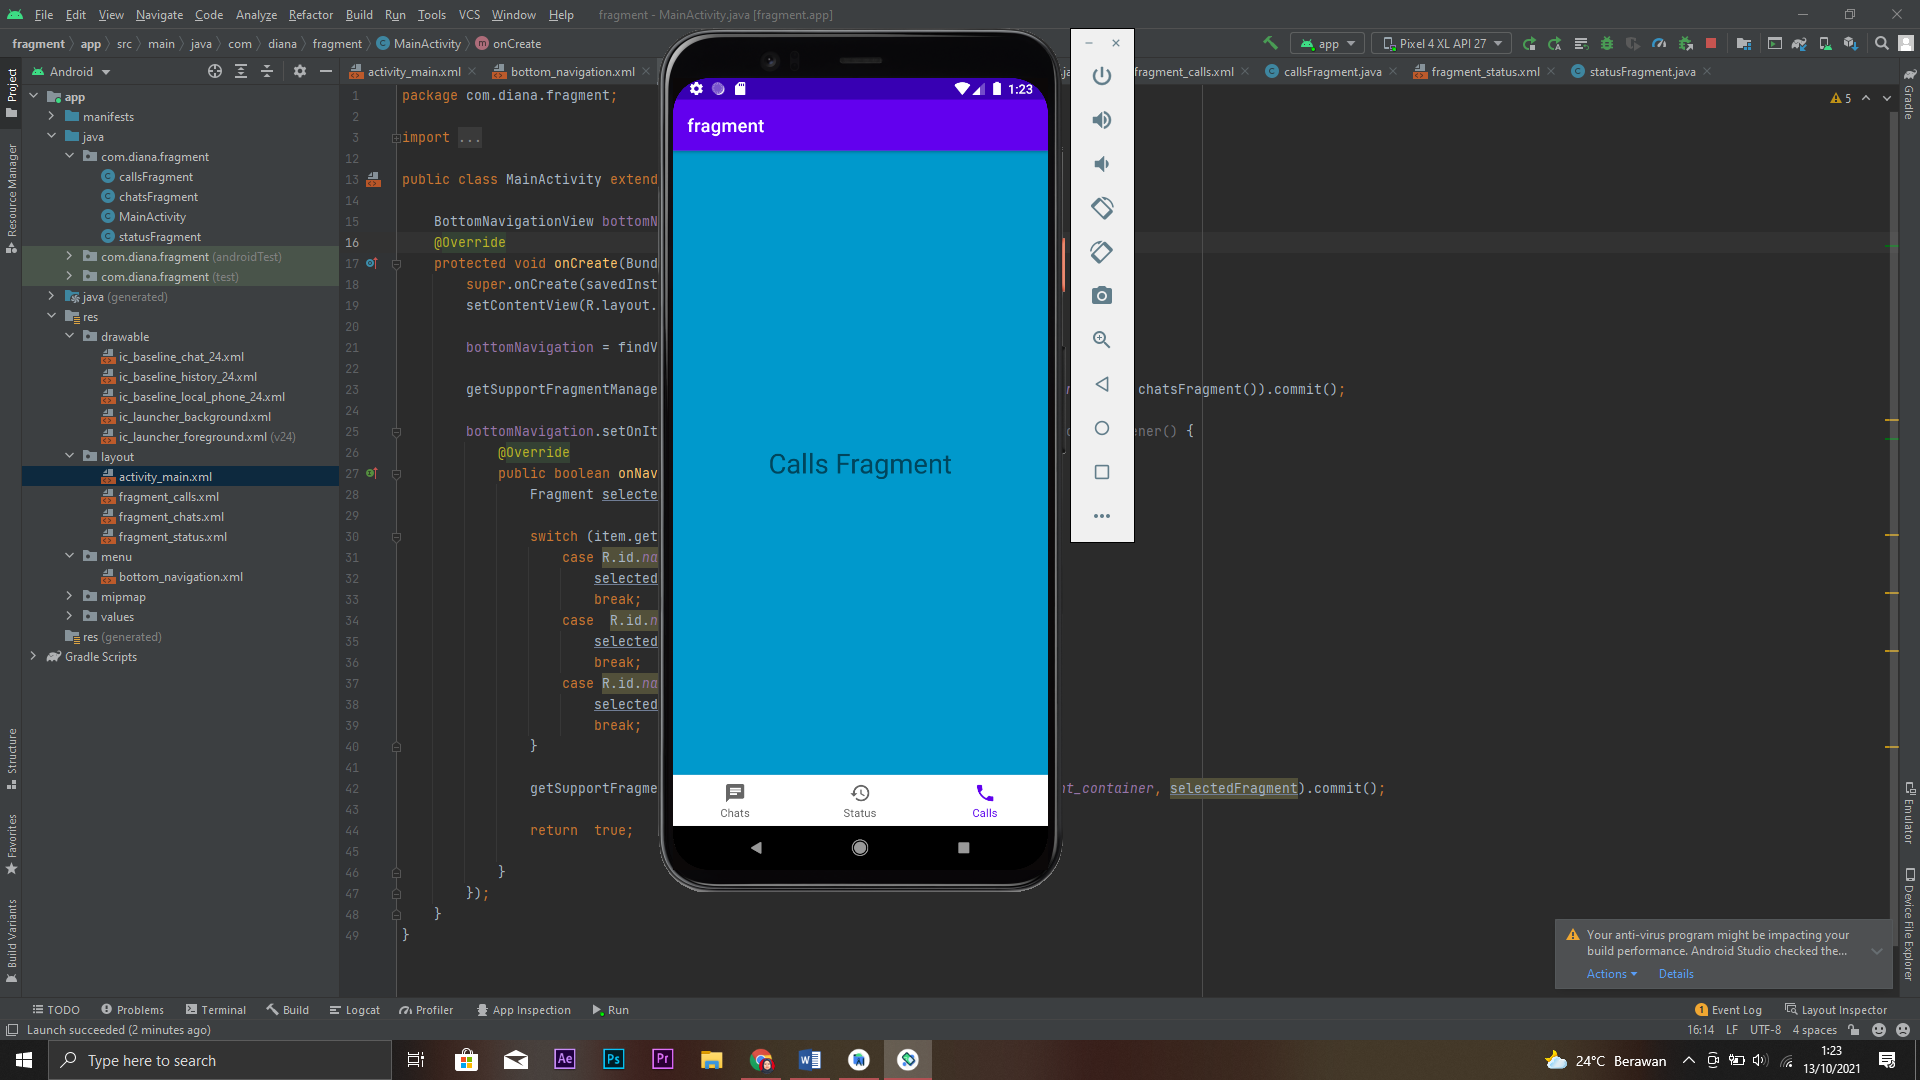 File Edit View Navigate Code Analyze Refactor Build Run Tools VCS Window Help fragment - MainActivity.java [fragment.app]
fragment app src main java com diana fragment MainActivity onCreate
app Pixel 4 XL API 27
Android
activity_main.xml bottom_navigation.xml fragment_calls.xml callsFragment.java fragment_status.xml statusFragment.java
Project
Resource Manager
Structure
Favorites
Build Variants
app
manifests
java
com.diana.fragment
callsFragment
chatsFragment
MainActivity
statusFragment
com.diana.fragment (androidTest)
com.diana.fragment (test)
java (generated)
res
drawable
ic_baseline_chat_24.xml
ic_baseline_history_24.xml
ic_baseline_local_phone_24.xml
ic_launcher_background.xml
ic_launcher_foreground.xml (v24)
layout
activity_main.xml
fragment_calls.xml
fragment_chats.xml
fragment_status.xml
menu
bottom_navigation.xml
mipmap
values
res (generated)
Gradle Scripts
1 package com.diana.fragment;
2
3 import ...
12
13 public class MainActivity extend
14
15 BottomNavigationView bottomN
16 @Override
17 protected void onCreate(Bund
18 super.onCreate(savedInst
19 setContentView(R.layout.
20
21 bottomNavigation = findV
22
23 getSupportFragmentManage chatsFragment()).commit();
24
25 bottomNavigation.setOnIt ener() {
26 @Override
27 public boolean onNav
28 Fragment selecte
29
30 switch (item.get
31 case R.id.na
32 selected
33 break;
34 case R.id.n
35 selected
36 break;
37 case R.id.na
38 selected
39 break;
40 }
41
42 getSupportFragme nt_container, selectedFragment).commit();
43
44 return true;
45
46 }
47 });
48 }
49 }
1:23
fragment
Calls Fragment
Chats Status Calls
5
Gradle
Emulator
Device File Explorer
Your anti-virus program might be impacting your
build performance. Android Studio checked the...
Actions Details
TODO Problems Terminal Build Logcat Profiler App Inspection Run
1 Event Log Layout Inspector
Launch succeeded (2 minutes ago)
16:14 LF UTF-8 4 spaces
Type here to search
Ae Ps Pr
24°C Berawan
1:23
13/10/2021